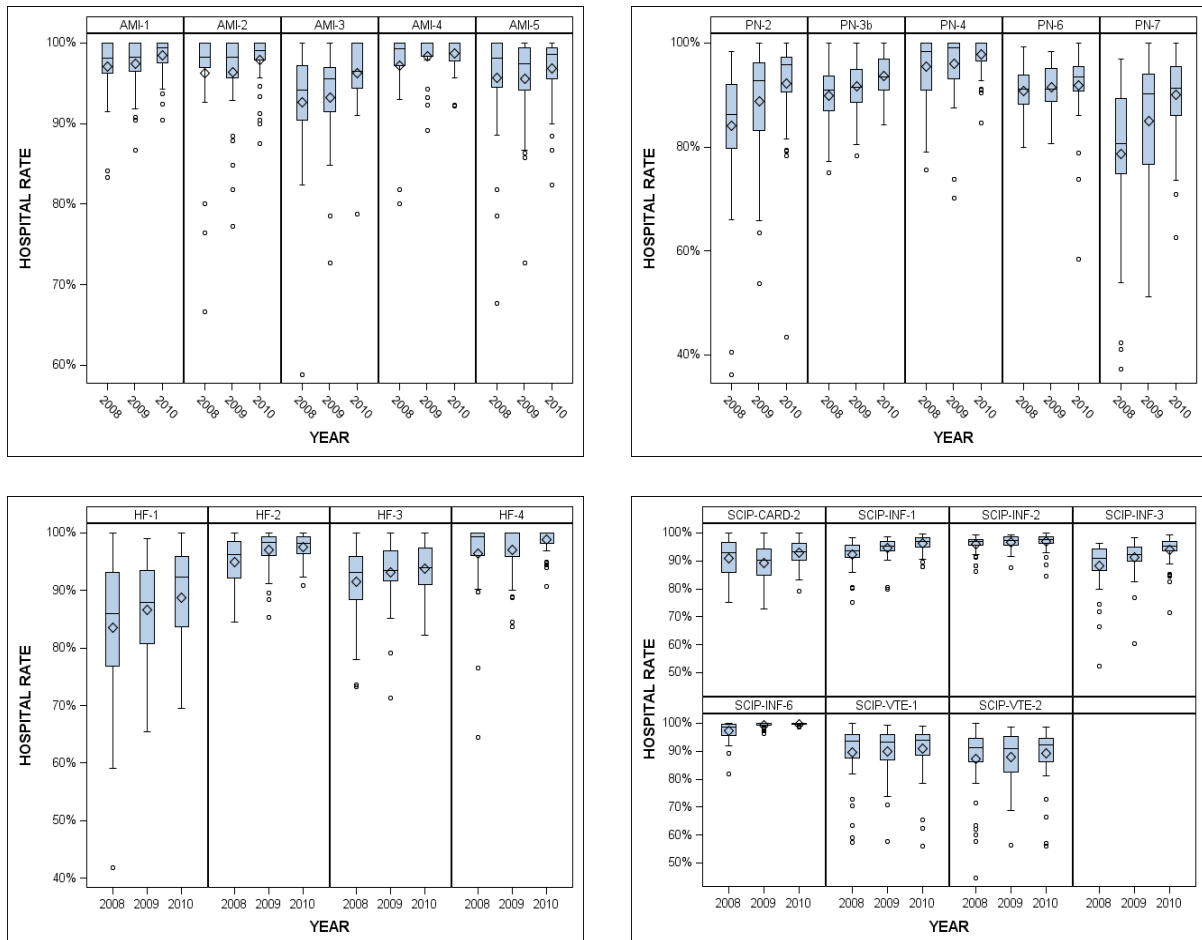 AMI-1 AMI-2 AMI-3 AMI-4 AMI-5
100%
90%
80%
70%
60%
HOSPITAL RATE
2008 2009 2010 2008 2009 2010 2008 2009 2010 2008 2009 2010 2008 2009 2010
YEAR
PN-2 PN-3b PN-4 PN-6 PN-7
100%
80%
60%
40%
HOSPITAL RATE
2008 2009 2010 2008 2009 2010 2008 2009 2010 2008 2009 2010 2008 2009 2010
YEAR
HF-1 HF-2 HF-3 HF-4
100%
90%
80%
70%
60%
50%
40%
HOSPITAL RATE
2008 2009 2010 2008 2009 2010 2008 2009 2010 2008 2009 2010
YEAR
SCIP-CARD-2 SCIP-INF-1 SCIP-INF-2 SCIP-INF-3
100%
90%
80%
70%
60%
50%
HOSPITAL RATE
SCIP-INF-6 SCIP-VTE-1 SCIP-VTE-2
100%
90%
80%
70%
60%
50%
2008 2009 2010 2008 2009 2010 2008 2009 2010 2008 2009 2010
YEAR